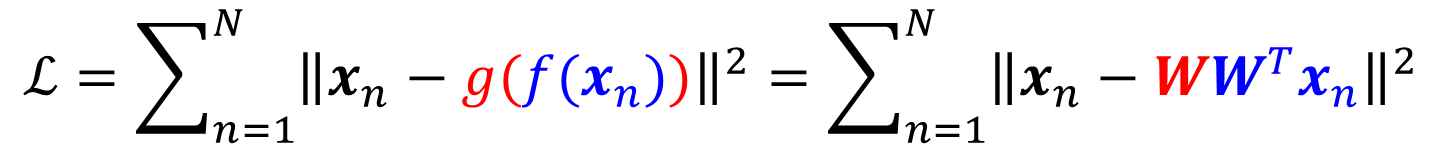 ℒ = ∑_{n=1}^{N} ‖𝒙_n − g(f(𝒙_n))‖² = ∑_{n=1}^{N} ‖𝒙_n − 𝑾𝑾^T 𝒙_n‖²